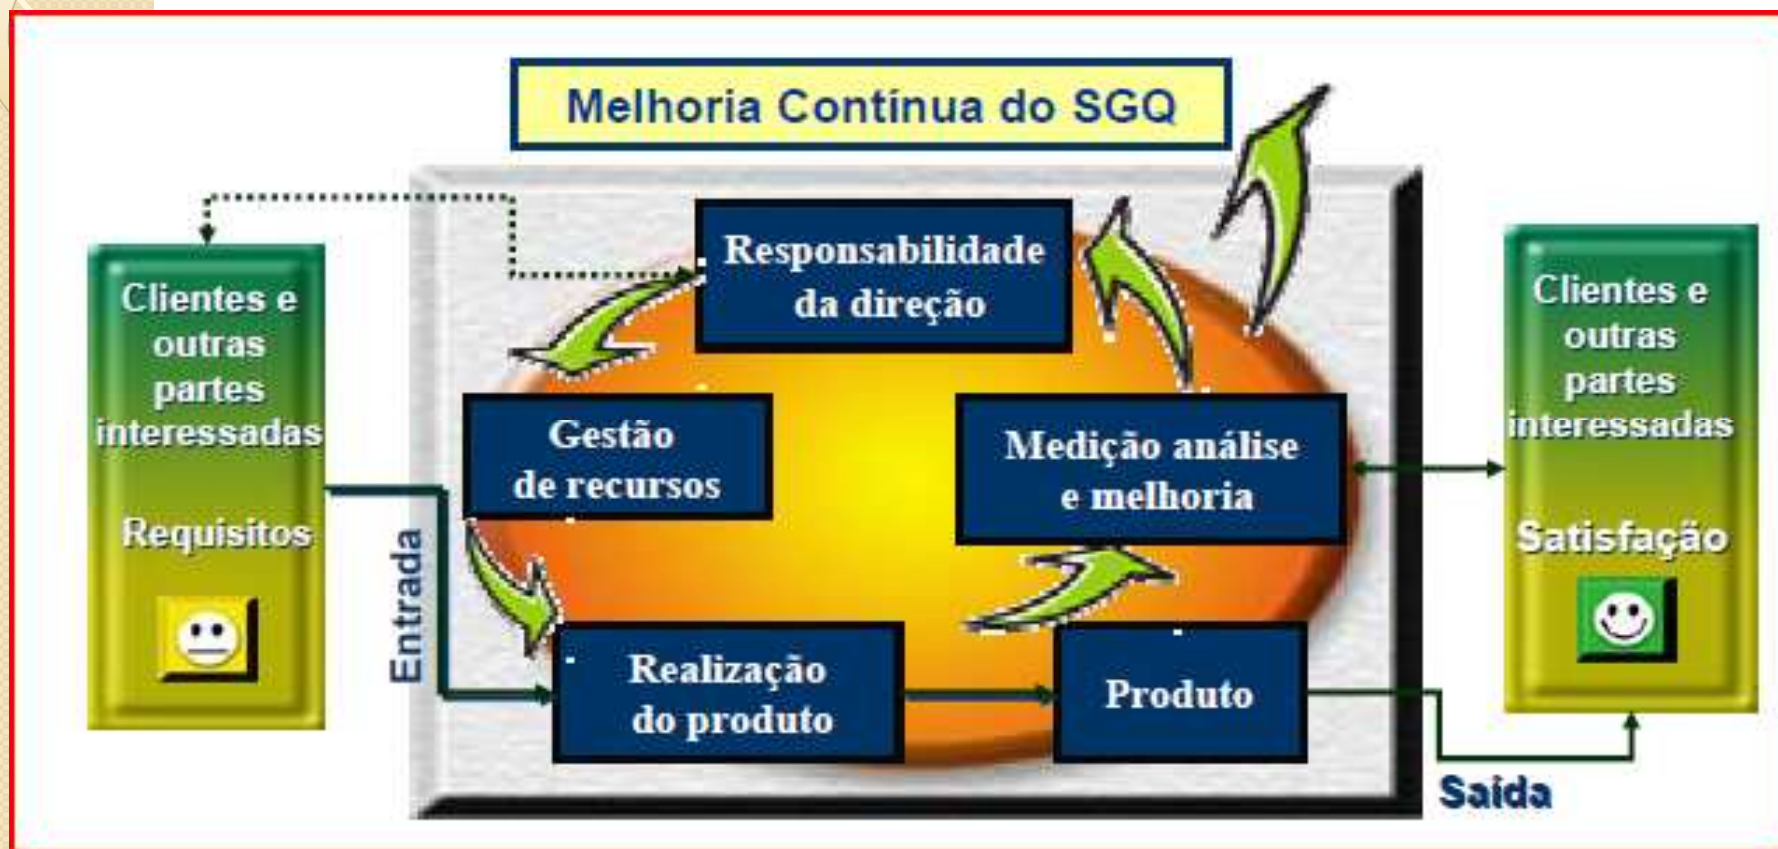 Melhoria Contínua do SGQ
Clientes e
outras
partes
interessadas
Requisitos
Entrada
Responsabilidade
da direção
Gestão
de recursos
Medição análise
e melhoria
Realização
do produto
Produto
Clientes e
outras
partes
interessadas
Satisfação
Saída